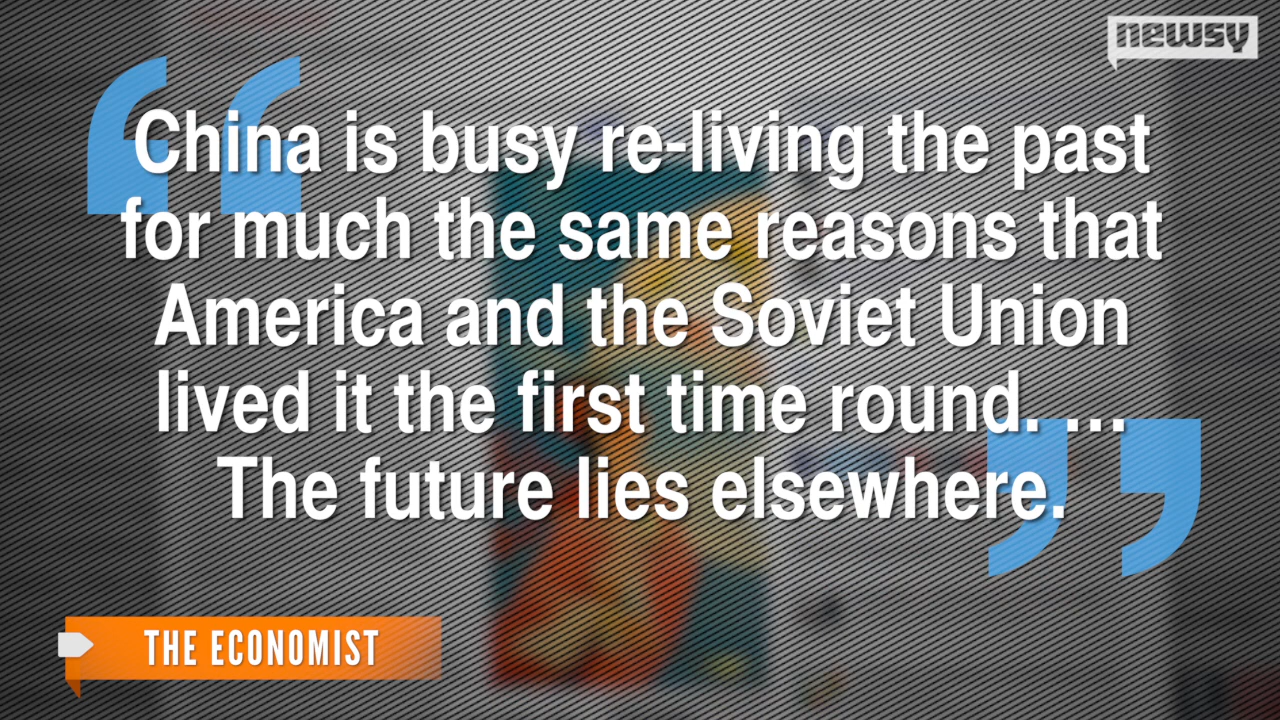 newsy
China is busy re-living the past
for much the same reasons that
America and the Soviet Union
lived it the first time round. ...
The future lies elsewhere.
THE ECONOMIST